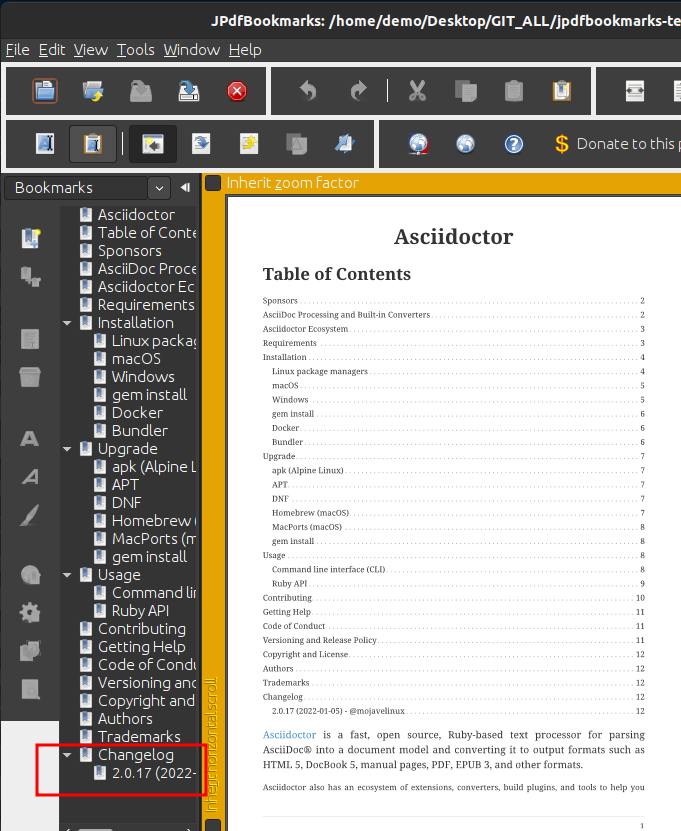 JPdfBookmarks: /home/demo/Desktop/GIT_ALL/jpdfbookmarks-te
File Edit View Tools Window Help
Donate to this p
Bookmarks
Inherit zoom factor
Asciidoctor
Table of Conte
Sponsors
AsciiDoc Proce
Asciidoctor Ec
Requirements
Installation
Linux packag
macOS
Windows
gem install
Docker
Bundler
Upgrade
apk (Alpine L
APT
DNF
Homebrew (
MacPorts (m
gem install
Usage
Command lin
Ruby API
Contributing
Getting Help
Code of Condu
Versioning and
Copyright and
Authors
Trademarks
Changelog
2.0.17 (2022-
Inherit horizontal scroll
Asciidoctor
Table of Contents
Sponsors 2
AsciiDoc Processing and Built-in Converters 2
Asciidoctor Ecosystem 3
Requirements 3
Installation 4
Linux package managers 4
macOS 5
Windows 5
gem install 6
Docker 6
Bundler 6
Upgrade 7
apk (Alpine Linux) 7
APT 7
DNF 7
Homebrew (macOS) 7
MacPorts (macOS) 8
gem install 8
Usage 8
Command line interface (CLI) 8
Ruby API 9
Contributing 10
Getting Help 11
Code of Conduct 11
Versioning and Release Policy 11
Copyright and License 12
Authors 12
Trademarks 12
Changelog 12
2.0.17 (2022-01-05) - @mojavelinux 12
Asciidoctor is a fast, open source, Ruby-based text processor for parsing
AsciiDoc® into a document model and converting it to output formats such as
HTML 5, DocBook 5, manual pages, PDF, EPUB 3, and other formats.
Asciidoctor also has an ecosystem of extensions, converters, build plugins, and tools to help you
1